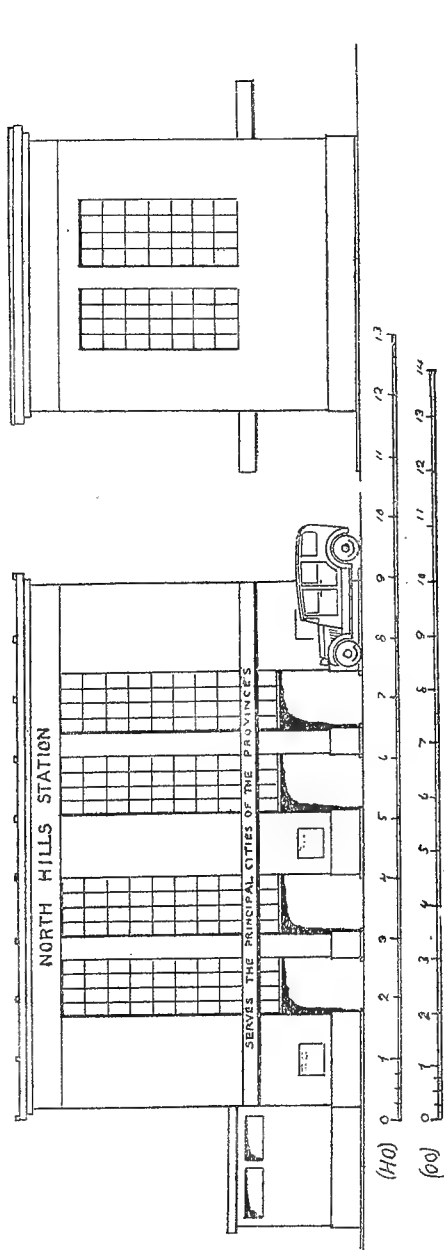 NORTH HILLS STATION
SERVES THE PRINCIPAL CITIES OF THE PROVINCES
(HO) 0 1 2 3 4 5 6 7 8 9 10 11 12 13
(OO) 0 1 2 3 4 5 6 7 8 9 10 11 12 13 14